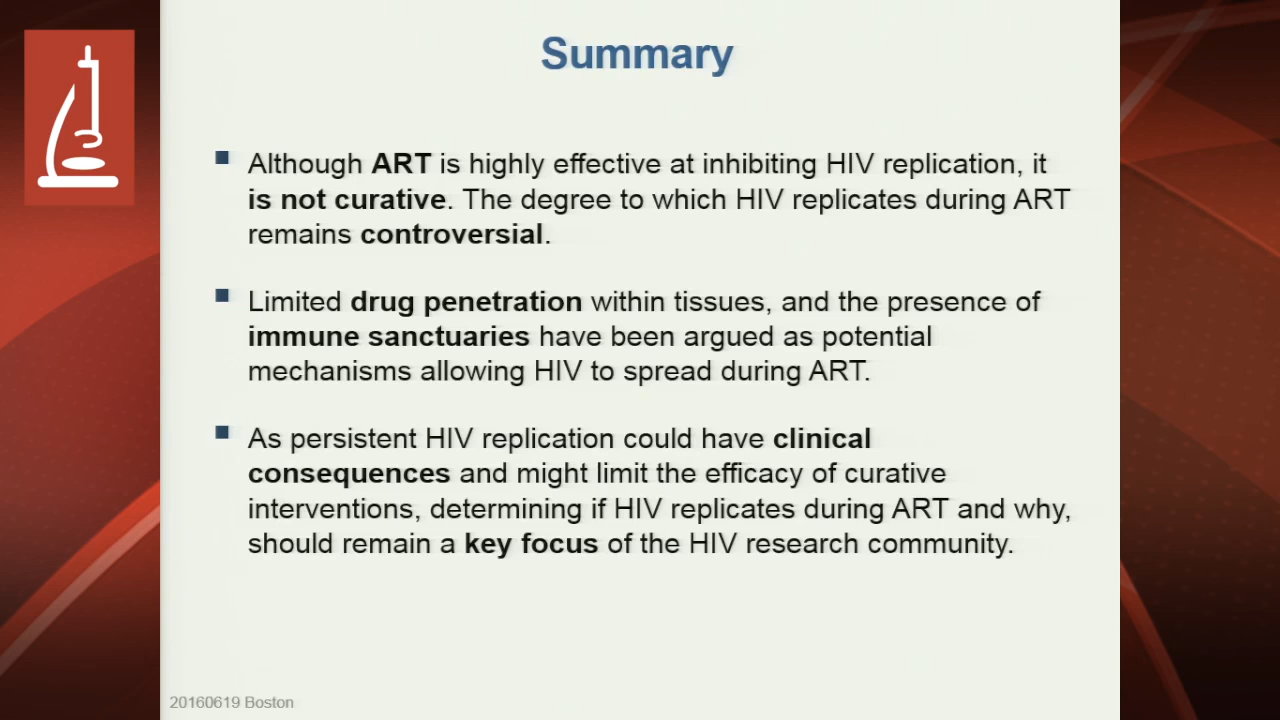 Summary
Although ART is highly effective at inhibiting HIV replication, it
is not curative. The degree to which HIV replicates during ART
remains controversial.
Limited drug penetration within tissues, and the presence of
immune sanctuaries have been argued as potential
mechanisms allowing HIV to spread during ART.
As persistent HIV replication could have clinical
consequences and might limit the efficacy of curative
interventions, determining if HIV replicates during ART and why,
should remain a key focus of the HIV research community.
20160619 Boston